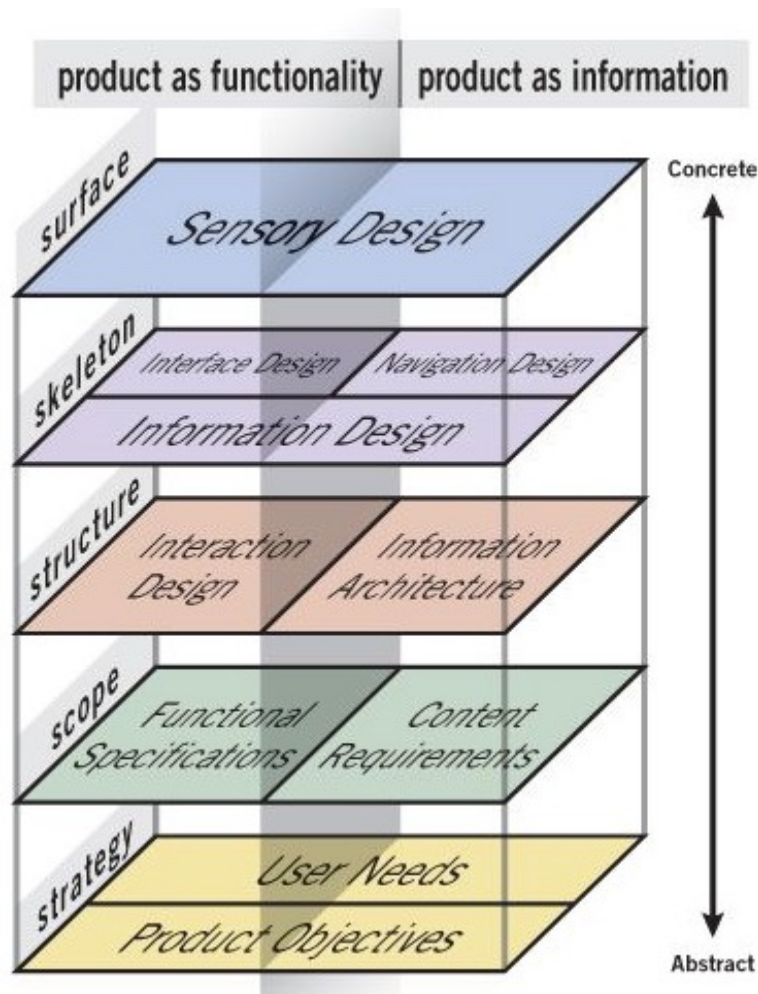 product as functionality
product as information
Concrete
surface
Sensory Design
skeleton
Interface Design
Navigation Design
Information Design
structure
Interaction
Design
Information
Architecture
scope
Functional
Specifications
Content
Requirements
strategy
User Needs
Product Objectives
Abstract